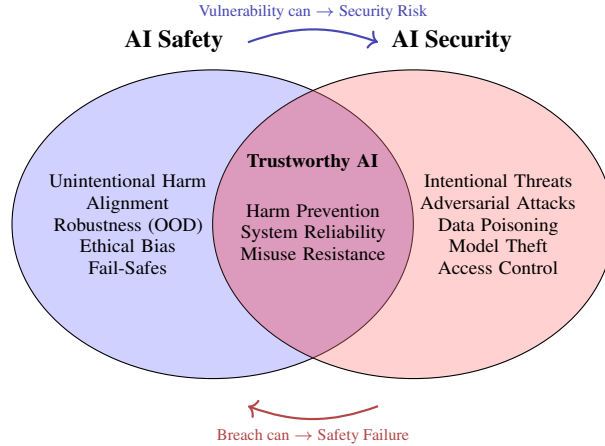 Vulnerability can → Security Risk
AI Safety
AI Security
Trustworthy AI
Unintentional Harm
Alignment
Robustness (OOD)
Ethical Bias
Fail-Safes
Harm Prevention
System Reliability
Misuse Resistance
Intentional Threats
Adversarial Attacks
Data Poisoning
Model Theft
Access Control
Breach can → Safety Failure